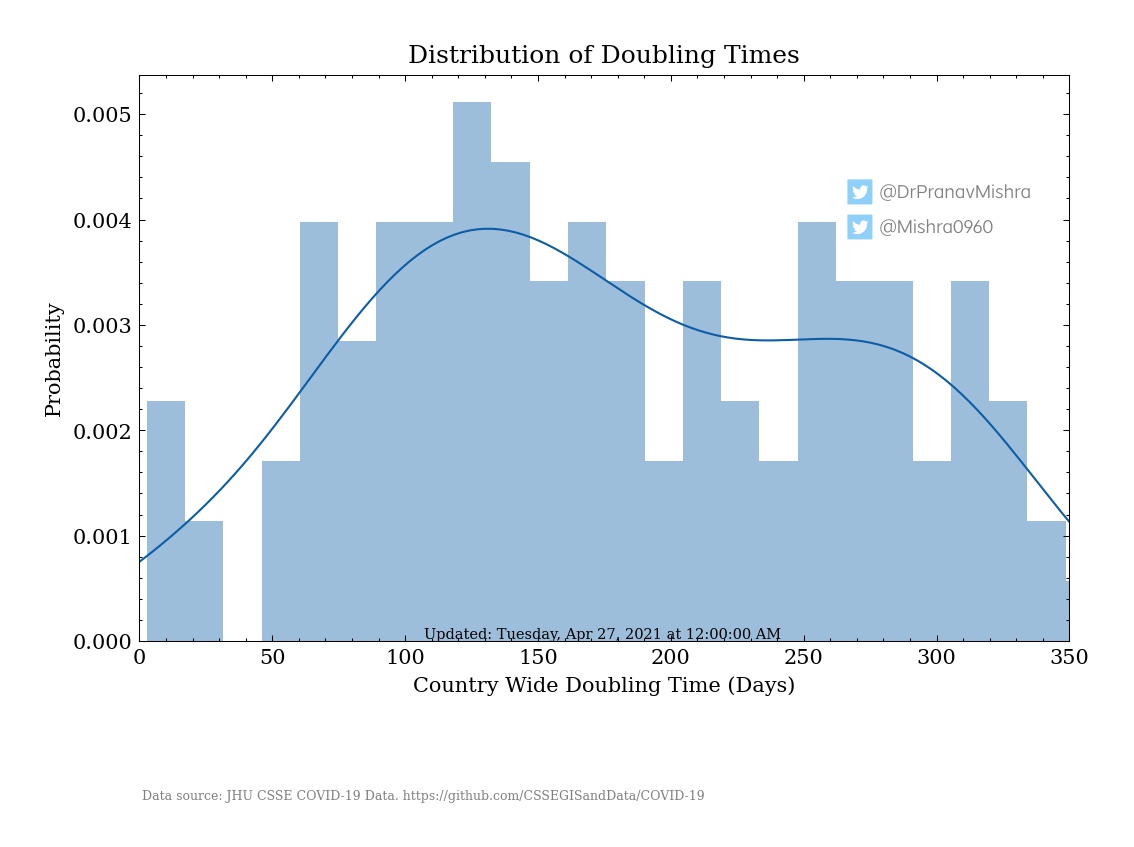 Distribution of Doubling Times
0.005
0.004
0.003
0.002
0.001
0.000
Probability
@DrPranavMishra
@Mishra0960
Updated: Tuesday, Apr 27, 2021 at 12:00:00 AM
0 50 100 150 200 250 300 350
Country Wide Doubling Time (Days)
Data source: JHU CSSE COVID-19 Data. https://github.com/CSSEGISandData/COVID-19